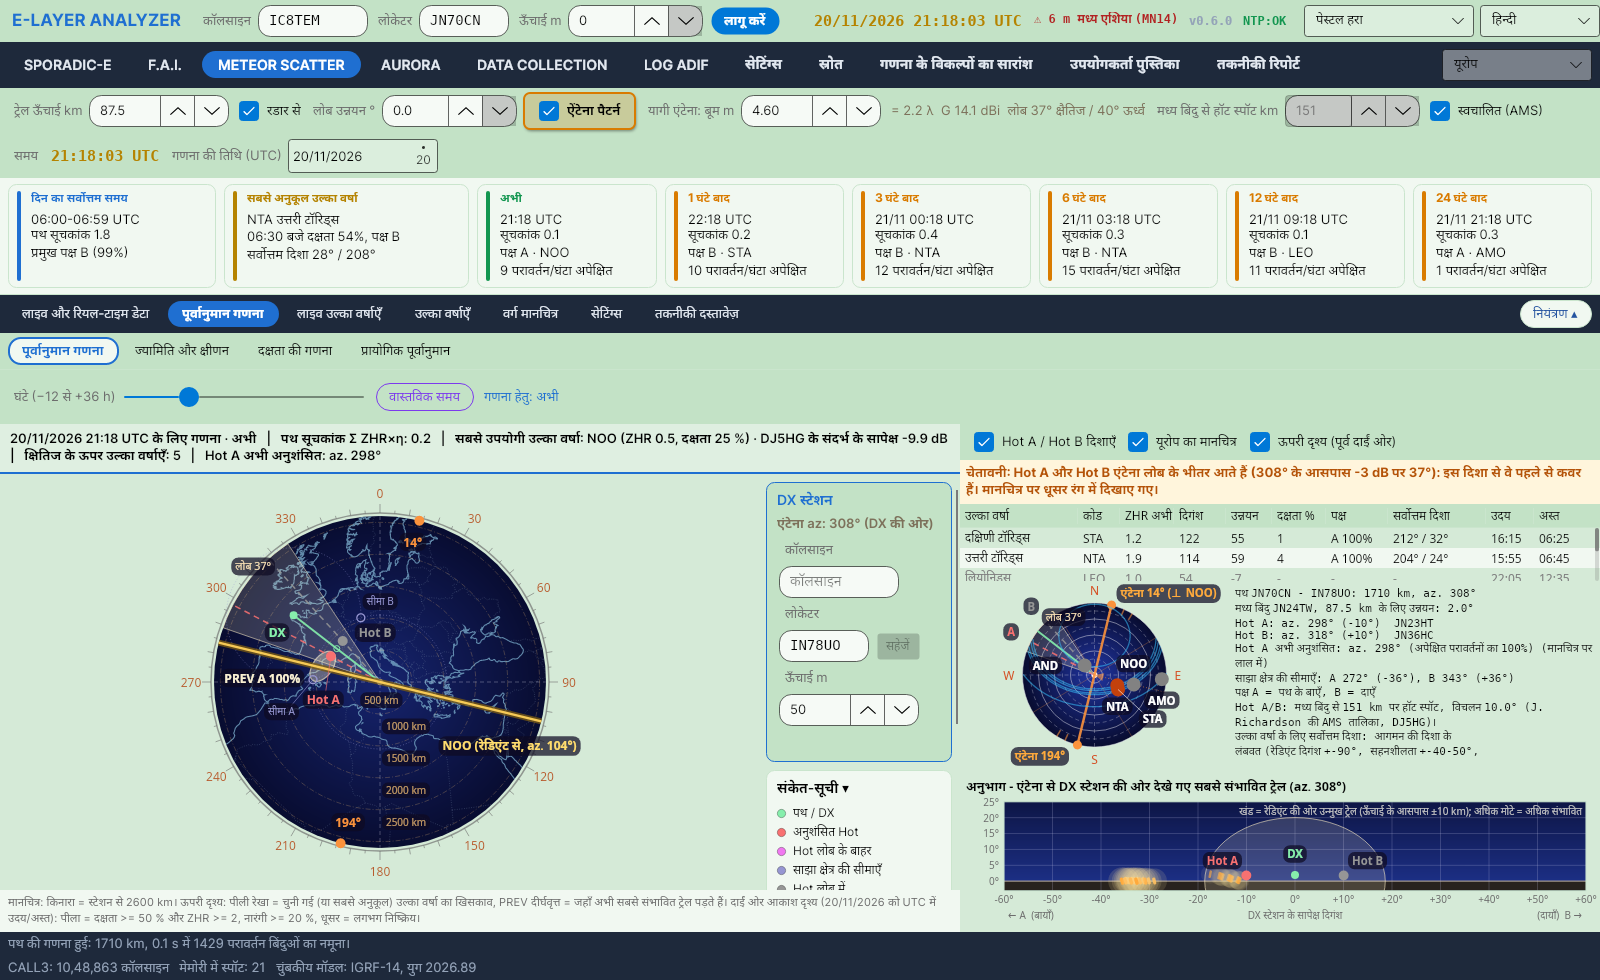 E-LAYER ANALYZER कॉलसाइन IC8TEM लोकेटर JN70CN ऊँचाई m 0 लागू करें 20/11/2026 21:18:03 UTC ⚠ 6 m मध्य एशिया (MN14) v0.6.0 NTP:OK पेस्टल हरा हिन्दी
SPORADIC-E F.A.I. METEOR SCATTER AURORA DATA COLLECTION LOG ADIF सेटिंग्स स्रोत गणना के विकल्पों का सारांश उपयोगकर्ता पुस्तिका तकनीकी रिपोर्ट यूरोप
ट्रेल ऊँचाई km 87.5 रडार से लोब उन्नयन ° 0.0 ऐंटेना पैटर्न यागी एंटेना: बूम m 4.60 = 2.2 λ G 14.1 dBi लोब 37° क्षैतिज / 40° ऊर्ध्व मध्य बिंदु से हॉट स्पॉट km 151 स्वचालित (AMS)
समय 21:18:03 UTC गणना की तिथि (UTC) 20/11/2026 20
दिन का सर्वोत्तम समय
06:00-06:59 UTC
पथ सूचकांक 1.8
प्रमुख पक्ष B (99%)
सबसे अनुकूल उल्का वर्षा
NTA उत्तरी टॉरिड्स
06:30 बजे दक्षता 54%, पक्ष B
सर्वोत्तम दिशा 28° / 208°
अभी
21:18 UTC
सूचकांक 0.1
पक्ष A · NOO
9 परावर्तन/घंटा अपेक्षित
1 घंटे बाद
22:18 UTC
सूचकांक 0.2
पक्ष B · STA
10 परावर्तन/घंटा अपेक्षित
3 घंटे बाद
21/11 00:18 UTC
सूचकांक 0.4
पक्ष B · NTA
12 परावर्तन/घंटा अपेक्षित
6 घंटे बाद
21/11 03:18 UTC
सूचकांक 0.3
पक्ष B · NTA
15 परावर्तन/घंटा अपेक्षित
12 घंटे बाद
21/11 09:18 UTC
सूचकांक 0.1
पक्ष B · LEO
11 परावर्तन/घंटा अपेक्षित
24 घंटे बाद
21/11 21:18 UTC
सूचकांक 0.3
पक्ष A · AMO
1 परावर्तन/घंटा अपेक्षित
लाइव और रियल-टाइम डेटा पूर्वानुमान गणना लाइव उल्का वर्षाएँ उल्का वर्षाएँ वर्ग मानचित्र सेटिंग्स तकनीकी दस्तावेज़ नियंत्रण ▴
पूर्वानुमान गणना ज्यामिति और क्षीणन दक्षता की गणना प्रायोगिक पूर्वानुमान
घंटे (−12 से +36 h) वास्तविक समय गणना हेतु: अभी
20/11/2026 21:18 UTC के लिए गणना · अभी | पथ सूचकांक Σ ZHR×η: 0.2 | सबसे उपयोगी उल्का वर्षा: NOO (ZHR 0.5, दक्षता 25 %) · DJ5HG के संदर्भ के सापेक्ष -9.9 dB
| क्षितिज के ऊपर उल्का वर्षाएँ: 5 | Hot A अभी अनुशंसित: az. 298°
0
330 30
14°
लोब 37°
300 60
सीमा B
DX Hot B
PREV A 100%
270 90
Hot A 500 km
सीमा A
1000 km
NOO (रेडिएंट से, az. 104°)
1500 km
240 120
2000 km
194° 2500 km
210 150
180
DX स्टेशन
एंटेना az: 308° (DX की ओर)
कॉलसाइन
कॉलसाइन
लोकेटर
IN78UO सहेजें
ऊँचाई m
50
संकेत-सूची ▾
पथ / DX
अनुशंसित Hot
Hot लोब के बाहर
साझा क्षेत्र की सीमाएँ
Hot लोब में
मानचित्र: किनारा = स्टेशन से 2600 km। ऊपरी दृश्य: पीली रेखा = चुनी गई (या सबसे अनुकूल) उल्का वर्षा का खिसकाव, PREV दीर्घवृत्त = जहाँ अभी सबसे संभावित ट्रेल पड़ते हैं। दाईं ओर आकाश दृश्य (20/11/2026 को UTC में
उदय/अस्त): पीला = दक्षता >= 50 % और ZHR >= 2, नारंगी >= 20 %, धूसर = लगभग निष्क्रिय।
Hot A / Hot B दिशाएँ यूरोप का मानचित्र ऊपरी दृश्य (पूर्व दाईं ओर)
चेतावनी: Hot A और Hot B एंटेना लोब के भीतर आते हैं (308° के आसपास -3 dB पर 37°): इस दिशा से वे पहले से कवर
हैं। मानचित्र पर धूसर रंग में दिखाए गए।
उल्का वर्षा कोड ZHR अभी दिगंश उन्नयन दक्षता % पक्ष सर्वोत्तम दिशा उदय अस्त
दक्षिणी टॉरिड्स STA 1.2 122 55 1 A 100% 212° / 32° 16:15 06:25
उत्तरी टॉरिड्स NTA 1.9 114 59 4 A 100% 204° / 24° 15:55 06:45
लियोनिडस LEO 1.0 54 -7 - - - 22:05 12:35
N एंटेना 14° (⊥ NOO)
B
लोब 37°
A
AND NOO
W E
NTA AMO
STA
एंटेना 194°
S
पथ JN70CN - IN78UO: 1710 km, az. 308°
मध्य बिंदु JN24TW, 87.5 km के लिए उन्नयन: 2.0°
Hot A: az. 298° (-10°) JN23HT
Hot B: az. 318° (+10°) JN36HC
Hot A अभी अनुशंसित: az. 298° (अपेक्षित परावर्तनों का 100%) (मानचित्र पर
लाल में)
साझा क्षेत्र की सीमाएँ: A 272° (-36°), B 343° (+36°)
पक्ष A = पथ के बाएँ, B = दाएँ
Hot A/B: मध्य बिंदु से 151 km पर हॉट स्पॉट, विचलन 10.0° (J.
Richardson की AMS तालिका, DJ5HG)।
उल्का वर्षा के लिए सर्वोत्तम दिशा: आगमन की दिशा के
लंबवत (रेडिएंट दिगंश +-90°, सहनशीलता +-40-50°,
अनुभाग - एंटेना से DX स्टेशन की ओर देखे गए सबसे संभावित ट्रेल (az. 308°)
खंड = रेडिएंट की ओर उन्मुख ट्रेल (ऊँचाई के आसपास ±10 km); अधिक मोटे = अधिक संभावित
25°
20°
15°
10°
5°
0°
Hot A DX Hot B
-60° -50° -40° -30° -20° -10° 0° +10° +20° +30° +40° +50° +60°
← A (बायाँ) DX स्टेशन के सापेक्ष दिगंश (दायाँ) B →
पथ की गणना हुई: 1710 km, 0.1 s में 1429 परावर्तन बिंदुओं का नमूना।
CALL3: 10,48,863 कॉलसाइन मेमोरी में स्पॉट: 21 चुंबकीय मॉडल: IGRF-14, युग 2026.89